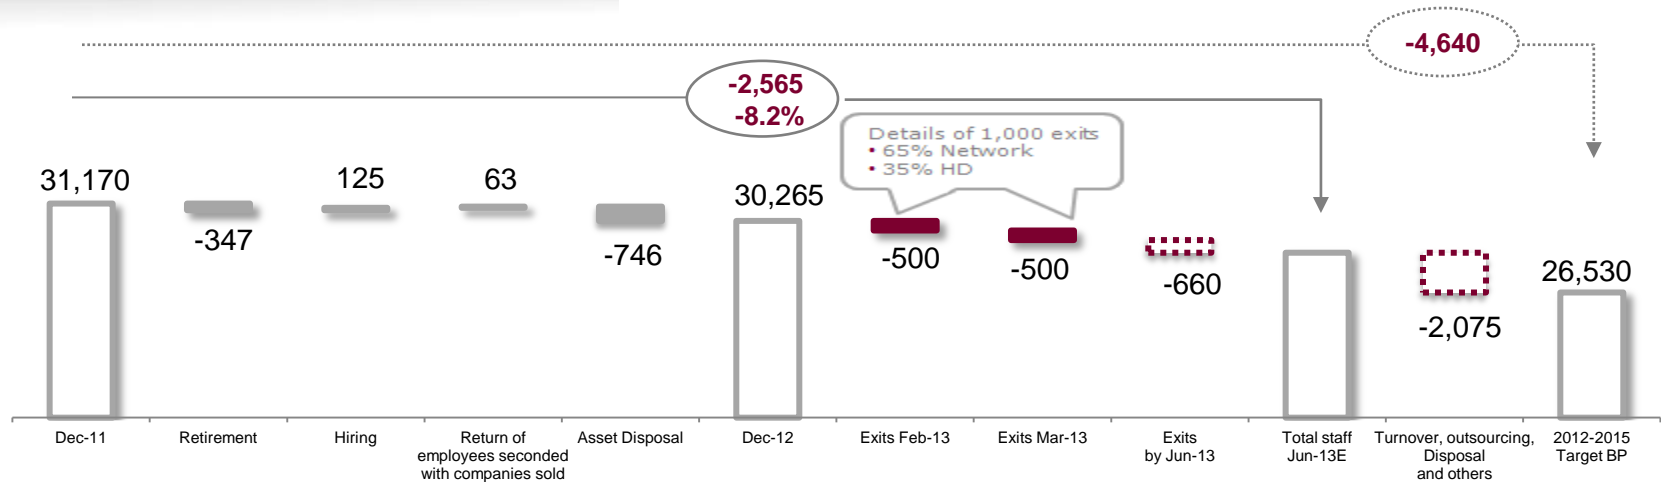 -4,640
-2,565
-8.2%
Details of 1,000 exits
• 65% Network
• 35% HD
31,170
-347
125
63
-746
30,265
-500
-500
-660
-2,075
26,530
Dec-11
Retirement
Hiring
Return of
employees seconded
with companies sold
Asset Disposal
Dec-12
Exits Feb-13
Exits Mar-13
Exits
by Jun-13
Total staff
Jun-13E
Turnover, outsourcing,
Disposal
and others
2012-2015
Target BP